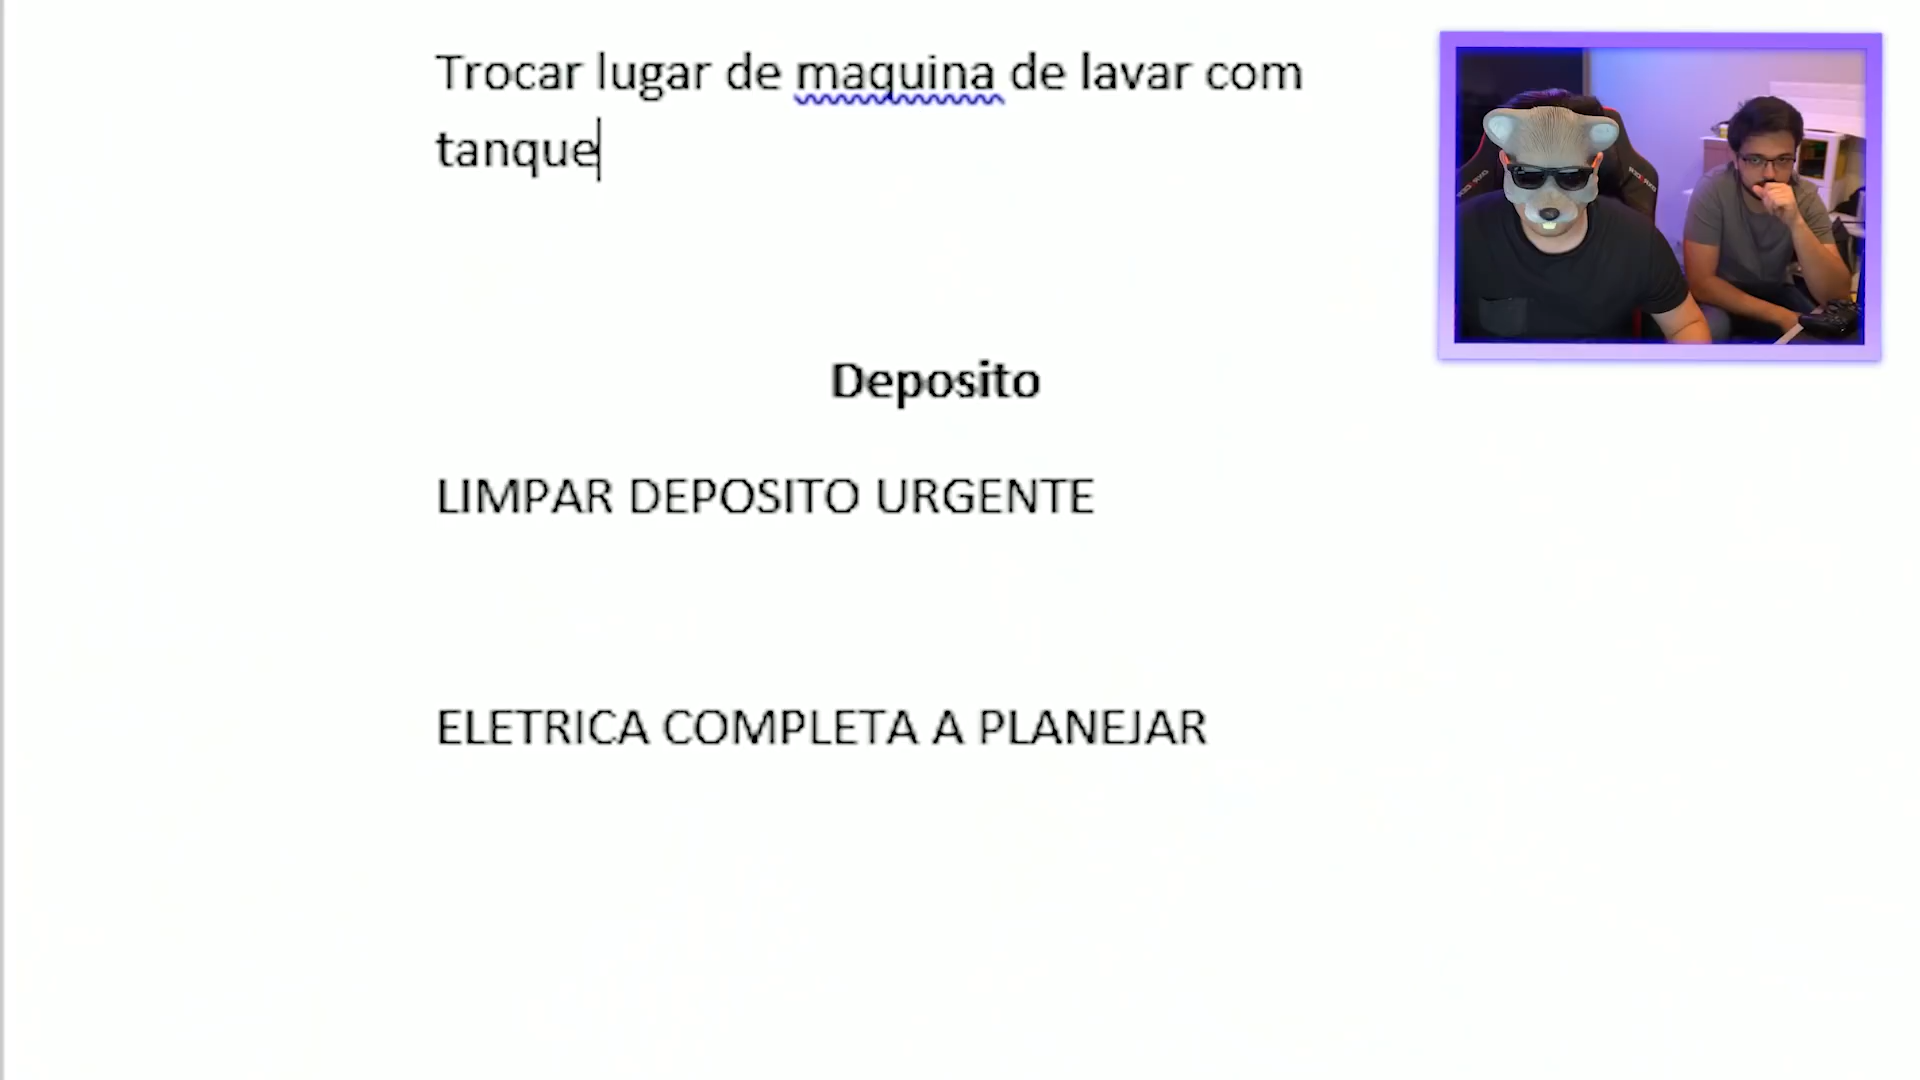 Trocar lugar de maquina de lavar com
tanque
Deposito
LIMPAR DEPOSITO URGENTE
ELETRICA COMPLETA A PLANEJAR